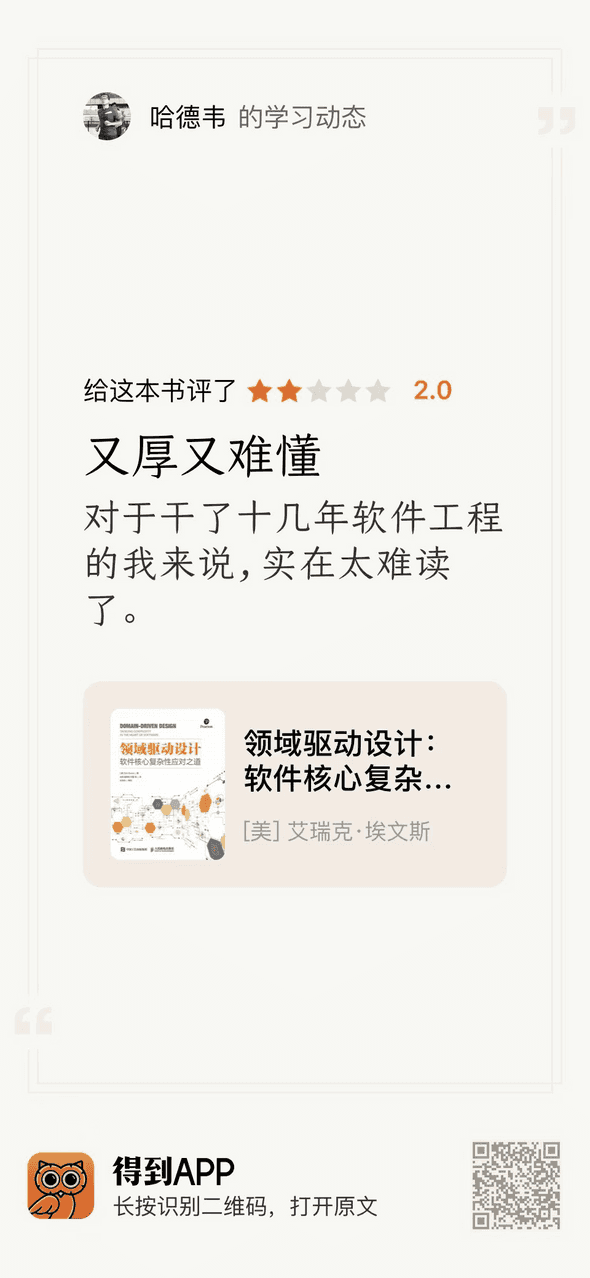 哈德韦 的学习动态
给这本书评了 2.0
又厚又难懂
对于干了十几年软件工程
的我来说,实在太难读
了。
DOMAIN-DRIVEN DESIGN
领域驱动设计
软件核心复杂性应对之道
领域驱动设计：
软件核心复杂...
[美] 艾瑞克·埃文斯
得到APP
长按识别二维码，打开原文